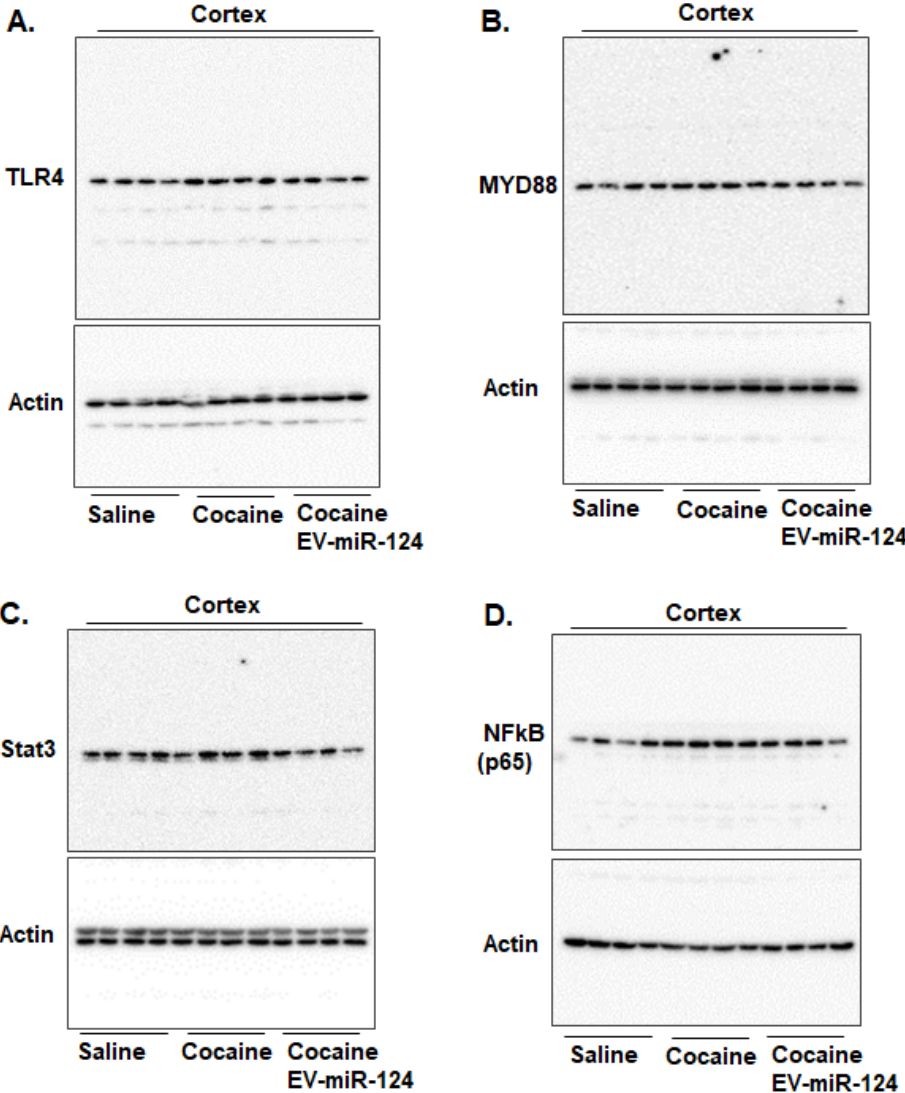 A.
Cortex
TLR4
Actin
Saline
Cocaine
Cocaine
EV-miR-124
B.
Cortex
MYD88
Actin
Saline
Cocaine
Cocaine
EV-miR-124
C.
Cortex
Stat3
Actin
Saline
Cocaine
Cocaine
EV-miR-124
D.
Cortex
NFkB
(p65)
Actin
Saline
Cocaine
Cocaine
EV-miR-124